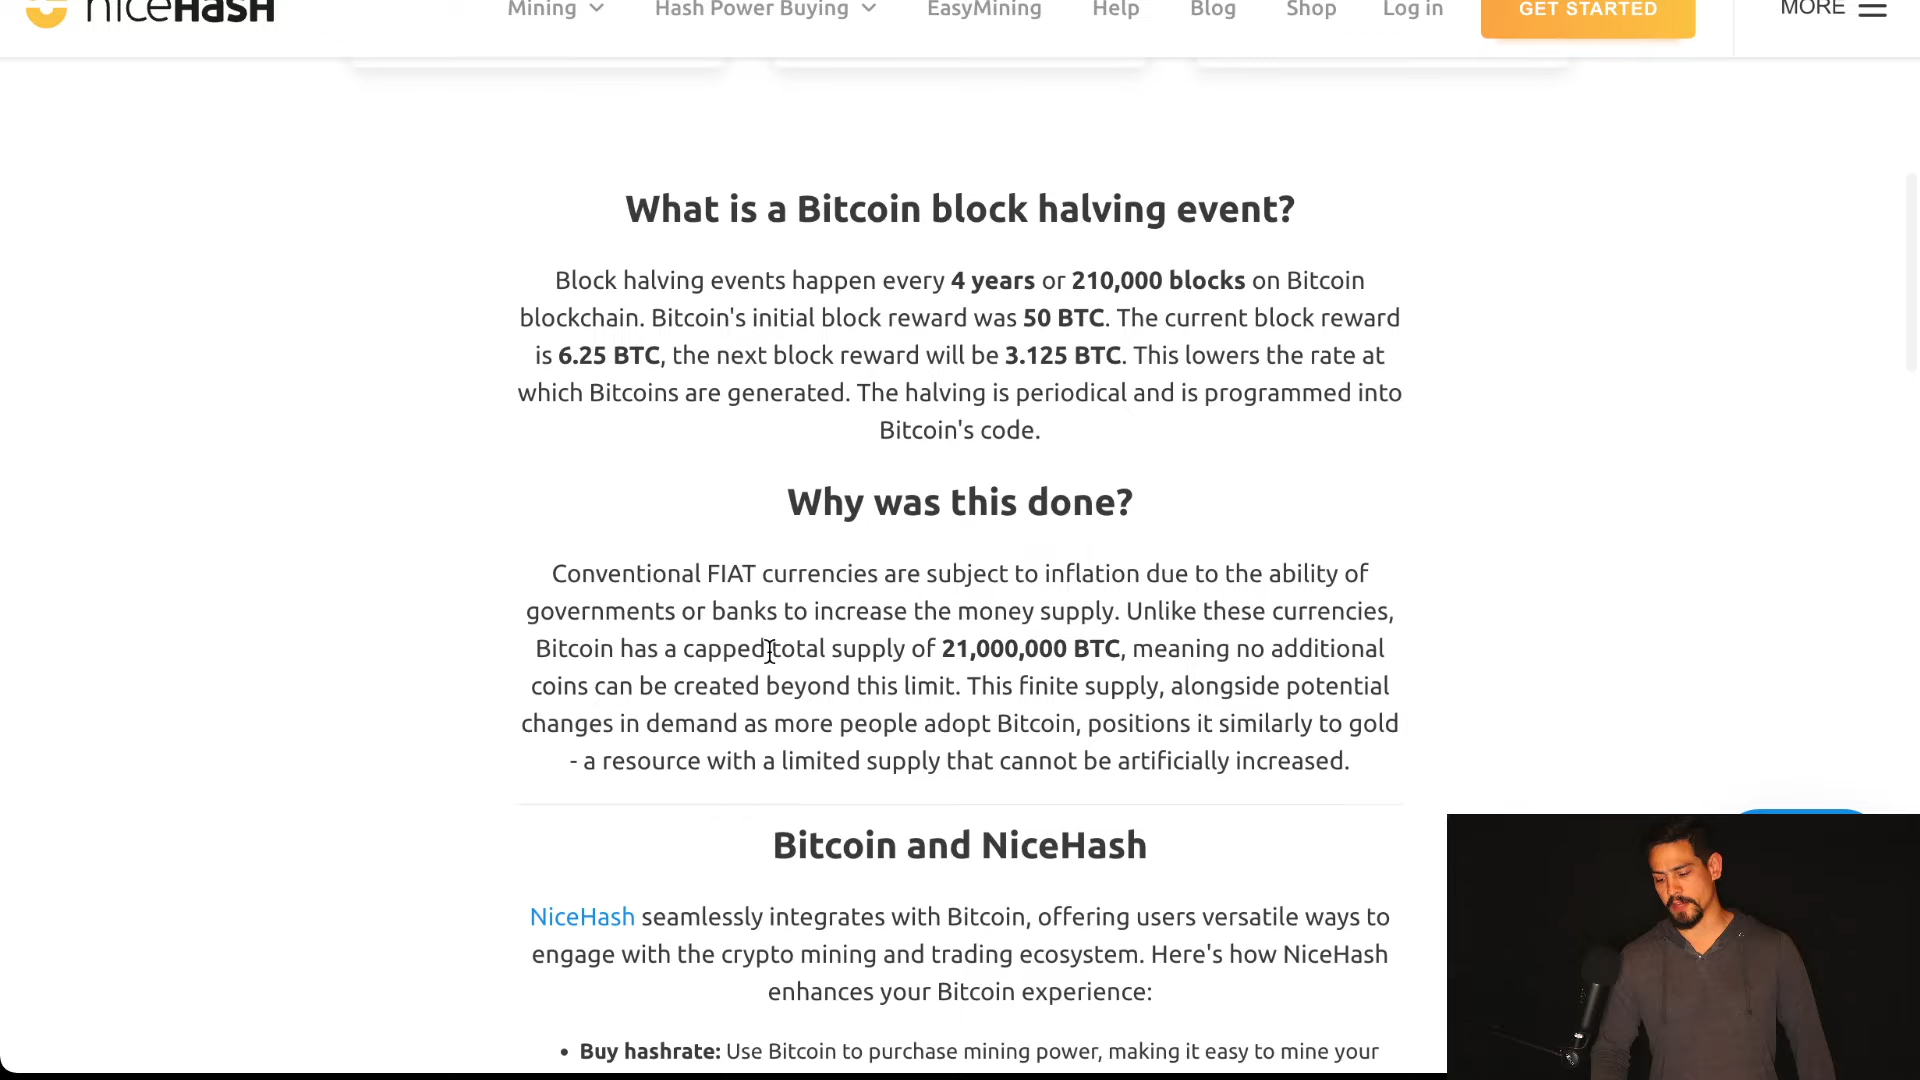 niceHash
Mining
Hash Power Buying
EasyMining
Help
Blog
Shop
Log in
GET STARTED
MORE
What is a Bitcoin block halving event?
Block halving events happen every 4 years or 210,000 blocks on Bitcoin
blockchain. Bitcoin's initial block reward was 50 BTC. The current block reward
is 6.25 BTC, the next block reward will be 3.125 BTC. This lowers the rate at
which Bitcoins are generated. The halving is periodical and is programmed into
Bitcoin's code.
Why was this done?
Conventional FIAT currencies are subject to inflation due to the ability of
governments or banks to increase the money supply. Unlike these currencies,
Bitcoin has a capped total supply of 21,000,000 BTC, meaning no additional
coins can be created beyond this limit. This finite supply, alongside potential
changes in demand as more people adopt Bitcoin, positions it similarly to gold
- a resource with a limited supply that cannot be artificially increased.
Bitcoin and NiceHash
NiceHash seamlessly integrates with Bitcoin, offering users versatile ways to
engage with the crypto mining and trading ecosystem. Here's how NiceHash
enhances your Bitcoin experience:
• Buy hashrate: Use Bitcoin to purchase mining power, making it easy to mine your